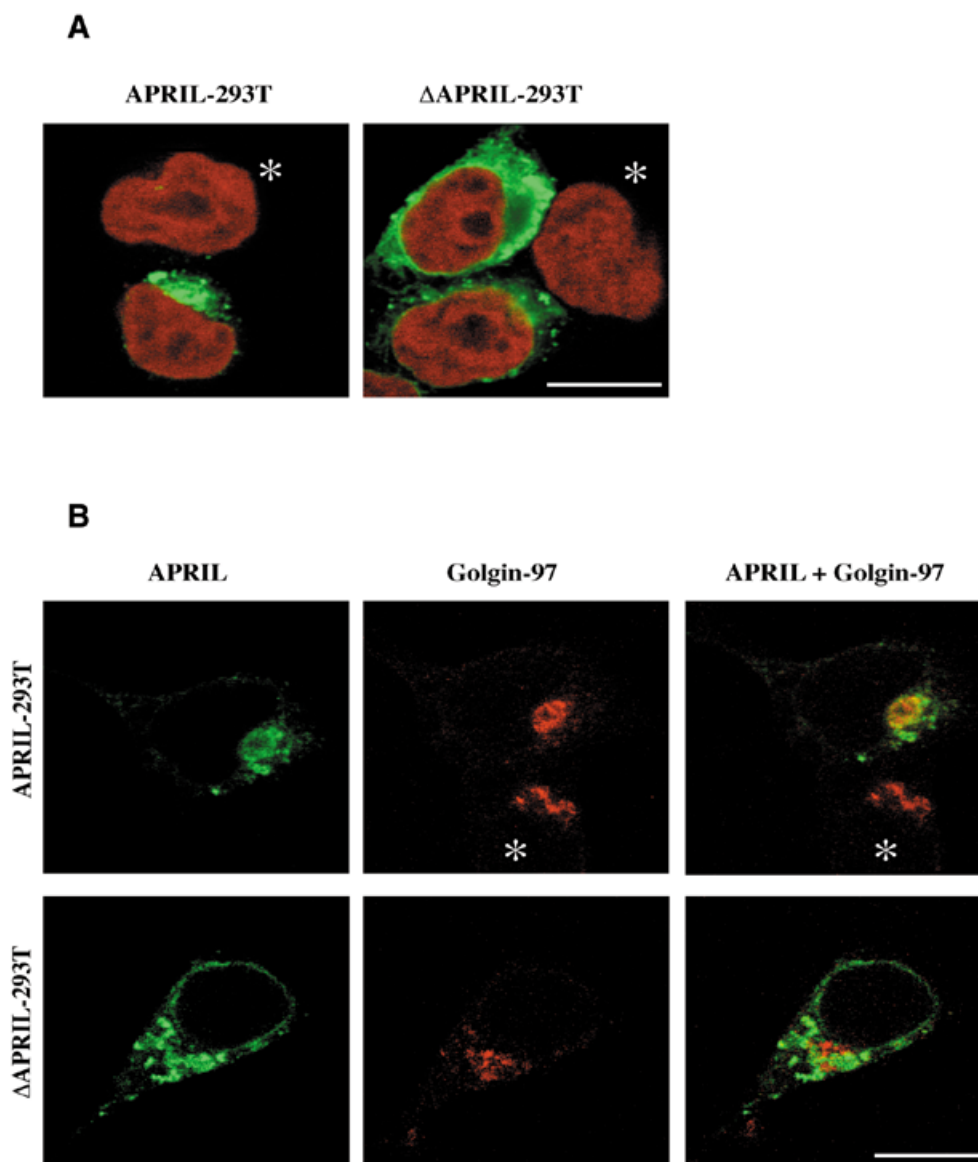 A
APRIL-293T
ΔAPRIL-293T
*
*
B
APRIL
Golgin-97
APRIL + Golgin-97
APRIL-293T
*
*
ΔAPRIL-293T